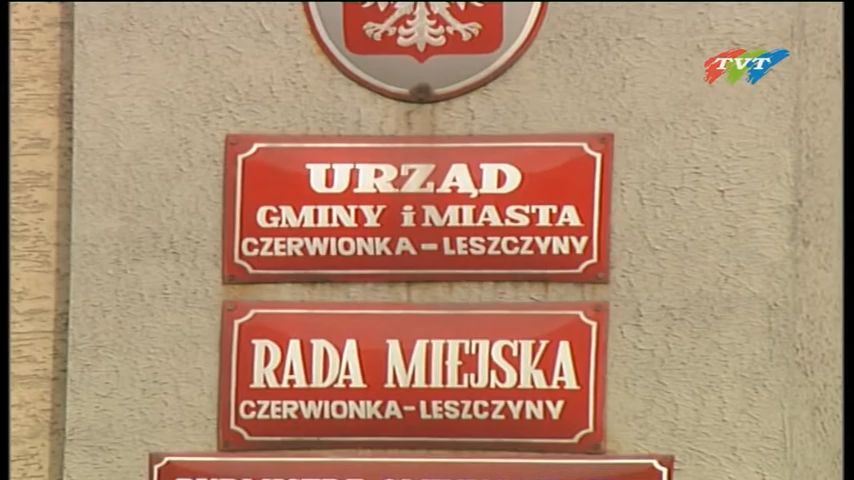 TVT
URZĄD
GMINY i MIASTA
CZERWIONKA - LESZCZYNY
RADA MIEJSKA
CZERWIONKA - LESZCZYNY